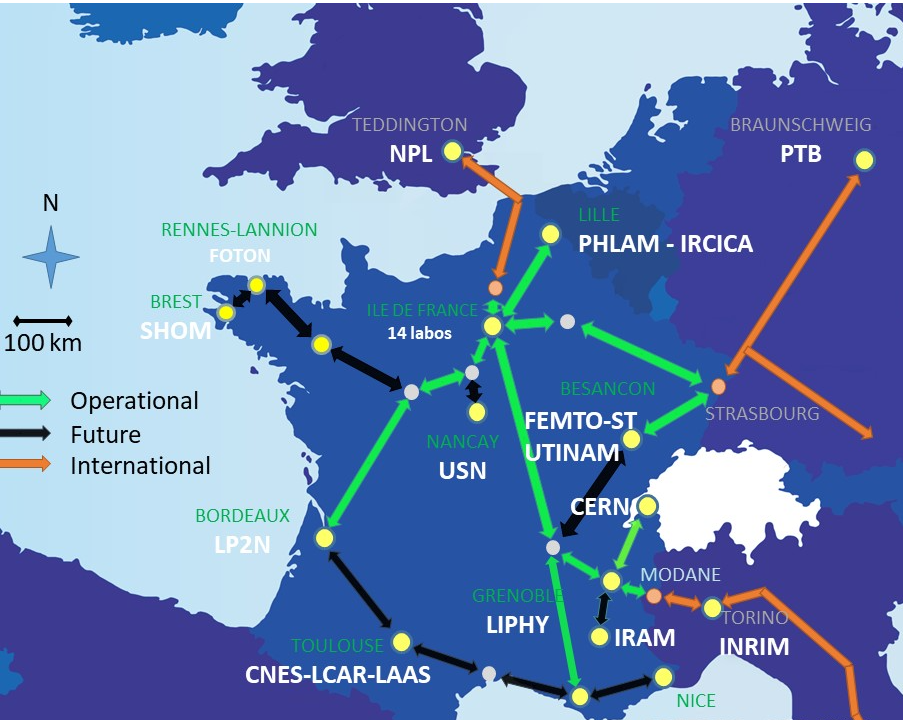 TEDDINGTON
NPL
BRAUNSCHWEIG
PTB
N
RENNES-LANNION
FOTON
LILLE
PHLAM - IRCICA
BREST
SHOM
ILE DE FRANCE
14 labos
100 km
BESANCON
STRASBOURG
FEMTO-ST
UTINAM
Operational
Future
International
NANCAY
USN
CERN
BORDEAUX
LP2N
MODANE
GRENOBLE
LIPHY
IRAM
TORINO
INRIM
TOULOUSE
CNES-LCAR-LAAS
NICE